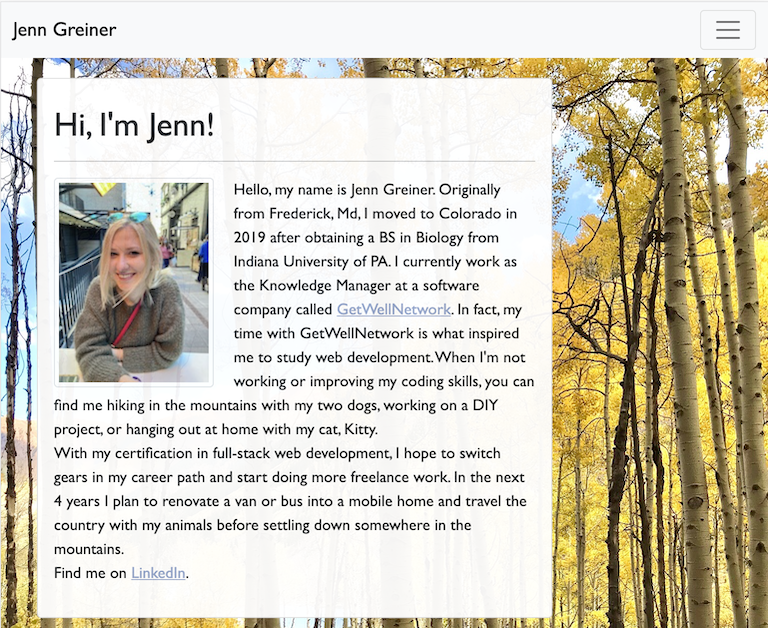 Jenn Greiner
Hi, I'm Jenn!
Hello, my name is Jenn Greiner. Originally
from Frederick, Md, I moved to Colorado in
2019 after obtaining a BS in Biology from
Indiana University of PA. I currently work as
the Knowledge Manager at a software
company called GetWellNetwork. In fact, my
time with GetWellNetwork is what inspired
me to study web development. When I'm not
working or improving my coding skills, you can
find me hiking in the mountains with my two dogs, working on a DIY
project, or hanging out at home with my cat, Kitty.
With my certification in full-stack web development, I hope to switch
gears in my career path and start doing more freelance work. In the next
4 years I plan to renovate a van or bus into a mobile home and travel the
country with my animals before settling down somewhere in the
mountains.
Find me on LinkedIn.